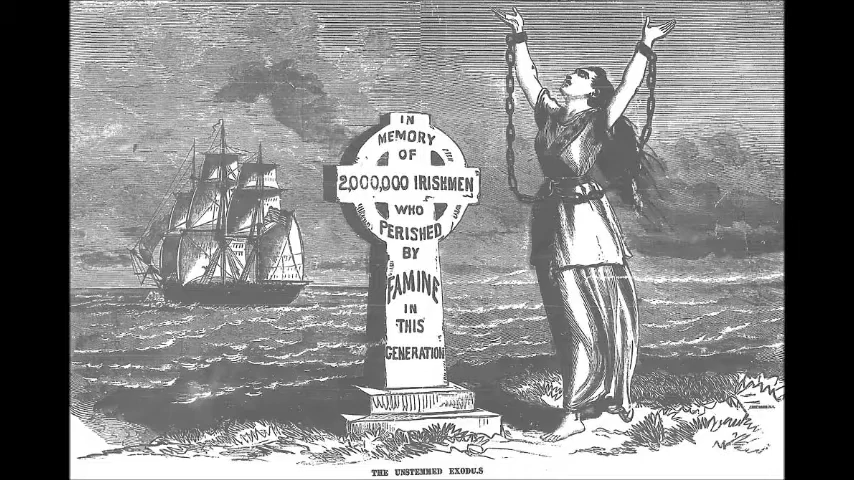 IN
MEMORY
OF
2,000,000 IRISHMEN
WHO
PERISHED
BY
FAMINE
IN
THIS
GENERATION
THE UNSTEMMED EXODUS